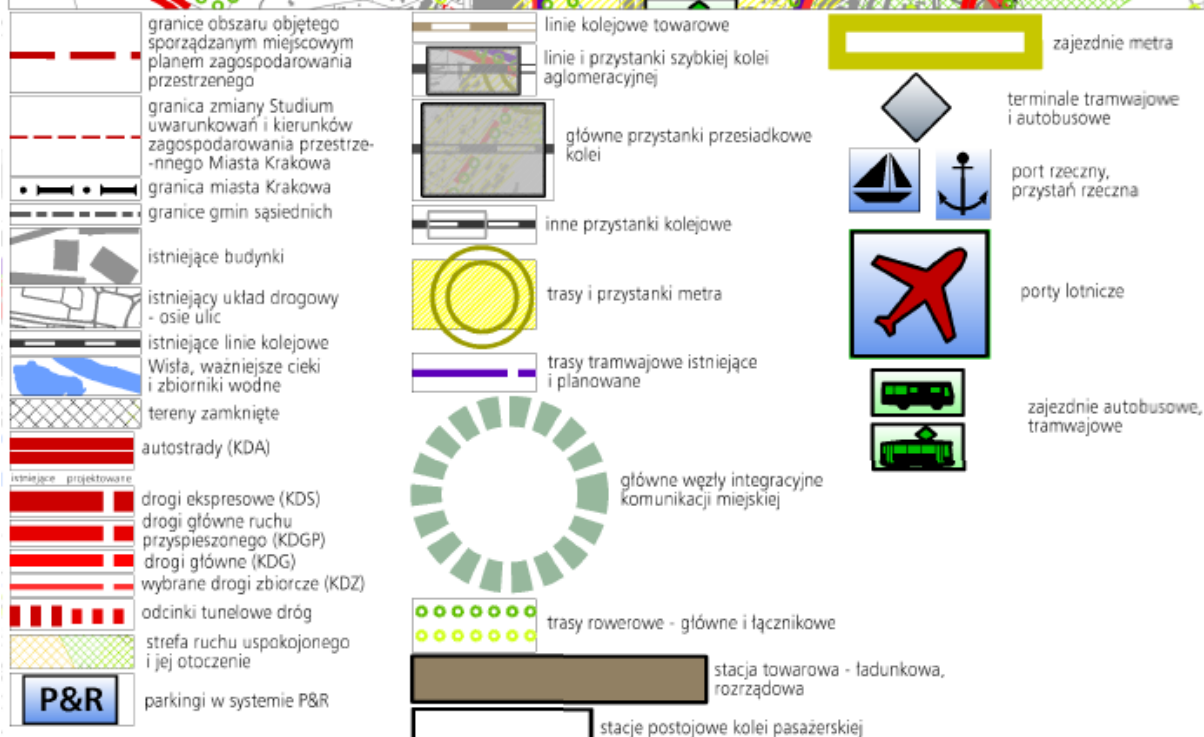 granice obszaru objętego
sporządzanym miejscowym
planem zagospodarowania
przestrzenego
granica zmiany Studium
uwarunkowań i kierunków
zagospodarowania przestrze-
-nnego Miasta Krakowa
granica miasta Krakowa
granice gmin sąsiednich
istniejące budynki
istniejący układ drogowy
- osie ulic
istniejące linie kolejowe
Wisła, ważniejsze cieki
i zbiorniki wodne
tereny zamknięte
autostrady (KDA)
istniejące projektowane
drogi ekspresowe (KDS)
drogi główne ruchu
przyspieszonego (KDGP)
drogi główne (KDG)
wybrane drogi zbiorcze (KDZ)
odcinki tunelowe dróg
strefa ruchu uspokojonego
i jej otoczenie
P&R
parkingi w systemie P&R
linie kolejowe towarowe
linie i przystanki szybkiej kolei
aglomeracyjnej
główne przystanki przesiadkowe
kolei
inne przystanki kolejowe
trasy i przystanki metra
trasy tramwajowe istniejące
i planowane
główne węzły integracyjne
komunikacji miejskiej
trasy rowerowe - główne i łącznikowe
stacja towarowa - ładunkowa,
rozrządowa
stacje postojowe kolei pasażerskiej
zajezdnie metra
terminale tramwajowe
i autobusowe
port rzeczny,
przystań rzeczna
porty lotnicze
zajezdnie autobusowe,
tramwajowe